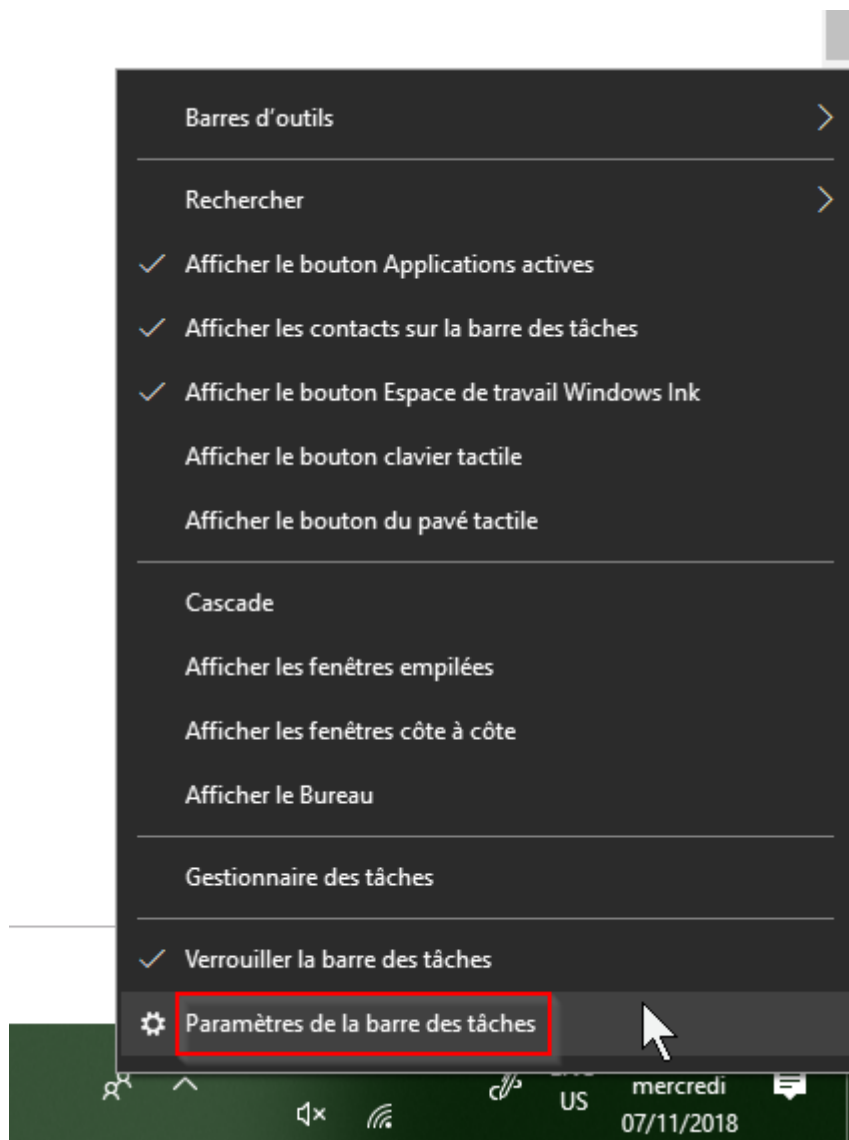 Barres d'outils
Rechercher
Afficher le bouton Applications actives
Afficher les contacts sur la barre des tâches
Afficher le bouton Espace de travail Windows Ink
Afficher le bouton clavier tactile
Afficher le bouton du pavé tactile
Cascade
Afficher les fenêtres empilées
Afficher les fenêtres côte à côte
Afficher le Bureau
Gestionnaire des tâches
Verrouiller la barre des tâches
Paramètres de la barre des tâches
US
mercredi
07/11/2018